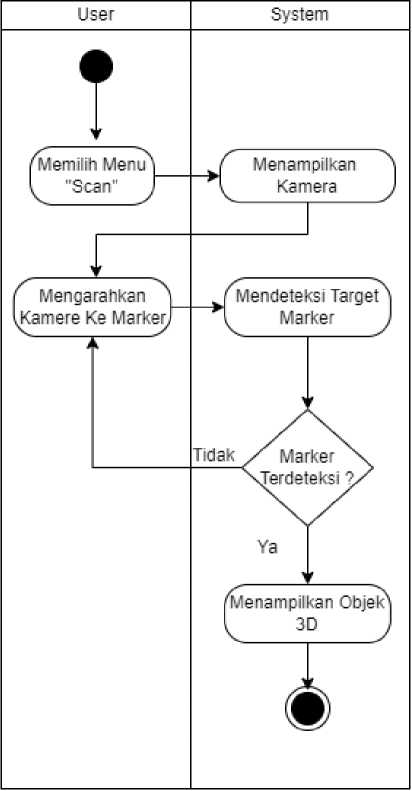 User
System
Memilih Menu
"Scan"
Menampilkan
Kamera
Mengarahkan
Kamere Ke Marker
Mendeteksi Target
Marker
Tidak
Marker
Terdeteksi ?
Ya
Menampilkan Objek
3D